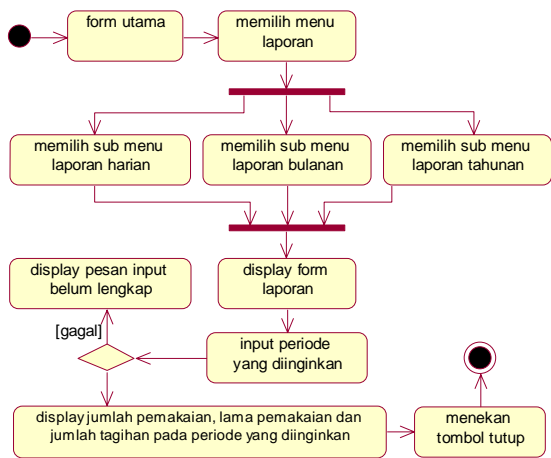 form utama
memilih menu
laporan
memilih sub menu
laporan harian
memilih sub menu
laporan bulanan
memilih sub menu
laporan tahunan
display pesan input
belum lengkap
display form
laporan
[gagal]
input periode
yang diinginkan
display jumlah pemakaian, lama pemakaian dan
jumlah tagihan pada periode yang diinginkan
menekan
tombol tutup